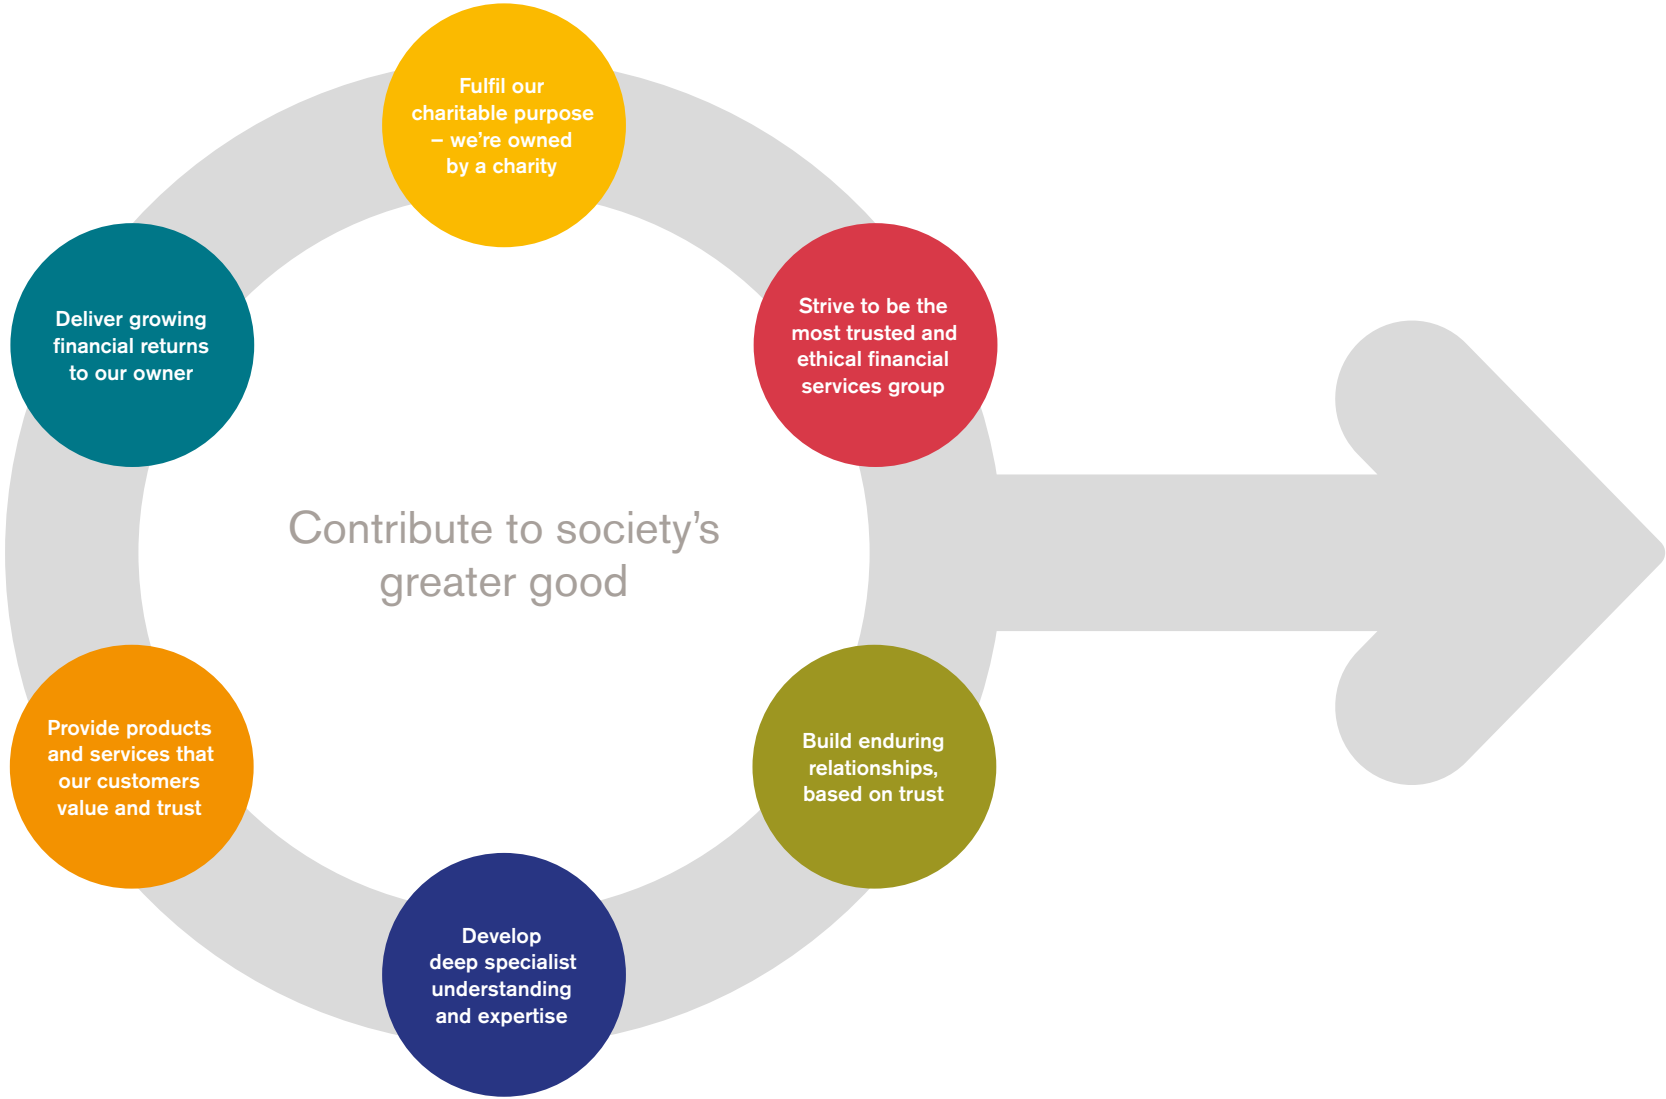 Fulfil our
charitable purpose
– we’re owned
by a charity
Strive to be the
most trusted and
ethical financial
services group
Build enduring
relationships,
based on trust
Develop
deep specialist
understanding
and expertise
Provide products
and services that
our customers
value and trust
Deliver growing
financial returns
to our owner
Contribute to society’s
greater good